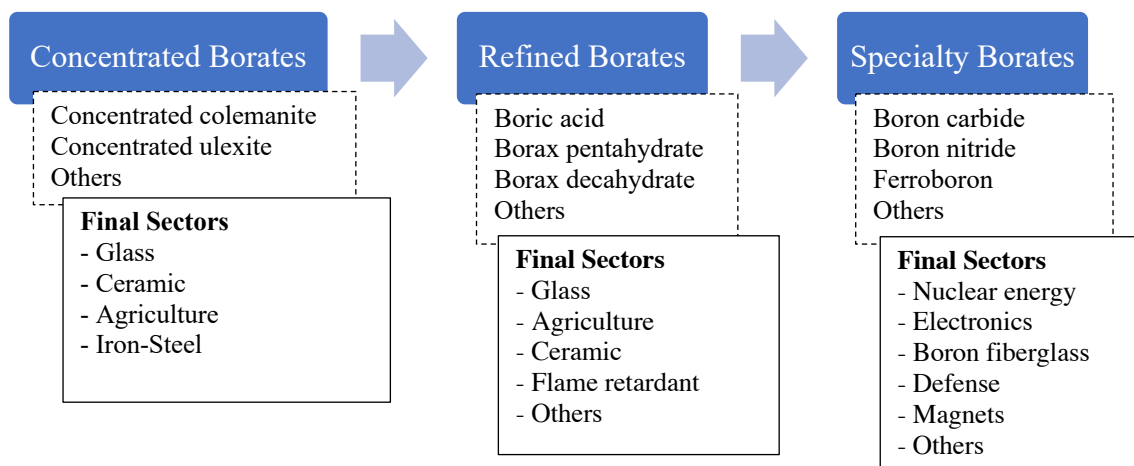 Concentrated Borates
Concentrated colemanite
Concentrated ulexite
Others
Final Sectors
- Glass
- Ceramic
- Agriculture
- Iron-Steel
Refined Borates
Boric acid
Borax pentahydrate
Borax decahydrate
Others
Final Sectors
- Glass
- Agriculture
- Ceramic
- Flame retardant
- Others
Specialty Borates
Boron carbide
Boron nitride
Ferroboron
Others
Final Sectors
- Nuclear energy
- Electronics
- Boron fiberglass
- Defense
- Magnets
- Others